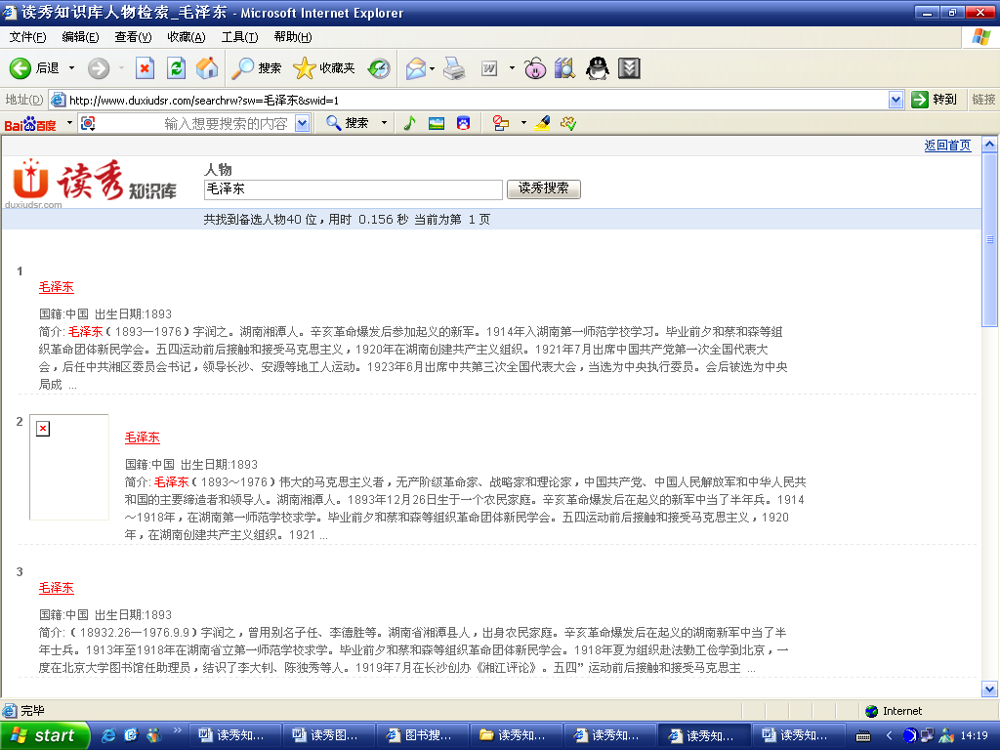 读秀知识库人物检索_毛泽东 - Microsoft Internet Explorer
文件(F) 编辑(E) 查看(V) 收藏(A) 工具(T) 帮助(H)
后退 搜索 收藏夹
地址(D) http://www.duxiudsr.com/searchrw?sw=毛泽东&swid=1 转到 链接
Bai百度 输入想要搜索的内容 搜索
返回首页
读秀知识库
duxiudsr.com
人物
毛泽东 读秀搜索
共找到备选人物40 位，用时 0.156 秒 当前为第 1 页
1
毛泽东
国籍:中国 出生日期:1893
简介: 毛泽东（1893—1976）字润之。湖南湘潭人。辛亥革命爆发后参加起义的新军。1914年入湖南第一师范学校学习。毕业前夕和蔡和森等组
织革命团体新民学会。五四运动前后接触和接受马克思主义，1920年在湖南创建共产主义组织。1921年7月出席中国共产党第一次全国代表大
会，后任中共湘区委员会书记，领导长沙、安源等地工人运动。1923年6月出席中共第三次全国代表大会，当选为中央执行委员。会后被选为中央
局成 ...
2
毛泽东
国籍:中国 出生日期:1893
简介: 毛泽东（1893～1976）伟大的马克思主义者，无产阶级革命家、战略家和理论家，中国共产党、中国人民解放军和中华人民共
和国的主要缔造者和领导人。湖南湘潭人。1893年12月26日生于一个农民家庭。辛亥革命爆发后在起义的新军中当了半年兵。1914
～1918年，在湖南第一师范学校求学。毕业前夕和蔡和森等组织革命团体新民学会。五四运动前后接触和接受马克思主义，1920
年，在湖南创建共产主义组织。1921 ...
3
毛泽东
国籍:中国 出生日期:1893
简介:（18932.26—1976.9.9）字润之，曾用别名子任、李德胜等。湖南省湘潭县人，出身农民家庭。辛亥革命爆发后在起义的湖南新军中当了半
年士兵。1913年至1918年在湖南省立第一师范学校求学。毕业前夕和蔡和森等组织革命团体新民学会。1918年夏为组织赴法勤工俭学到北京，一
度在北京大学图书馆任助理员，结识了李大钊、陈独秀等人。1919年7月在长沙创办《湘江评论》。五四”运动前后接触和接受马克思主 ...
完毕 Internet
start 读秀知... 读秀图... 图书搜... 读秀知... 读秀知... 读秀知... 读秀知... 14:19